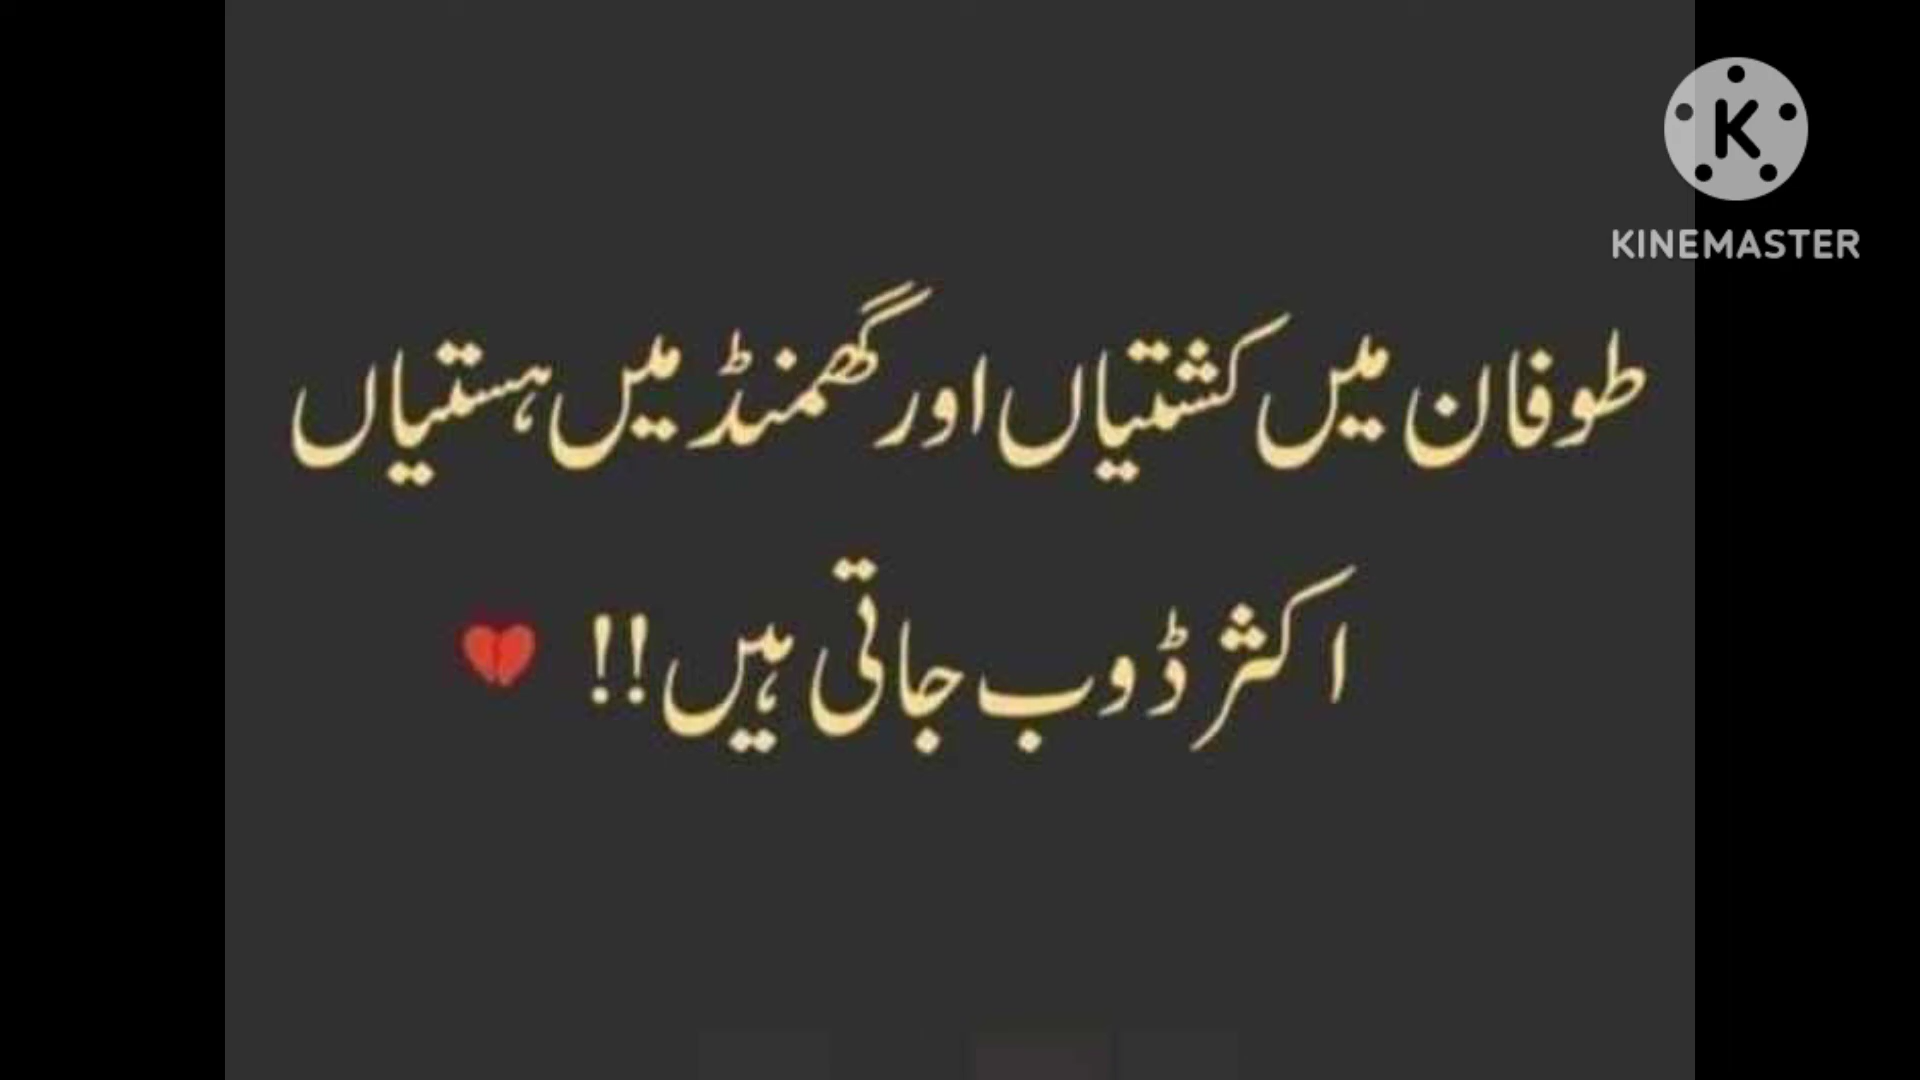 KINEMASTER
طوفان میں کشتیاں اور گھمنڈ میں ہستیاں
اکثر ڈوب جاتی ہیں!! 💔